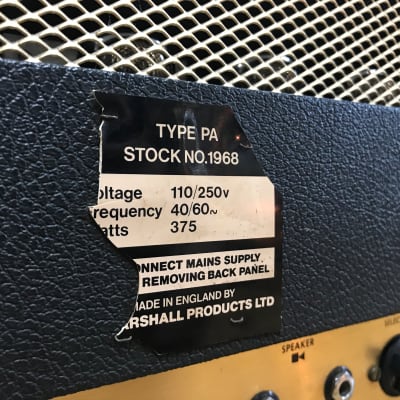 TYPE PA
STOCK NO.1968
oltage 110/250v
requency 40/60~
atts 375
ONNECT MAINS SUPPLY
REMOVING BACK PANEL
MADE IN ENGLAND BY
ARSHALL PRODUCTS LTD
SPEAKER
SELEC